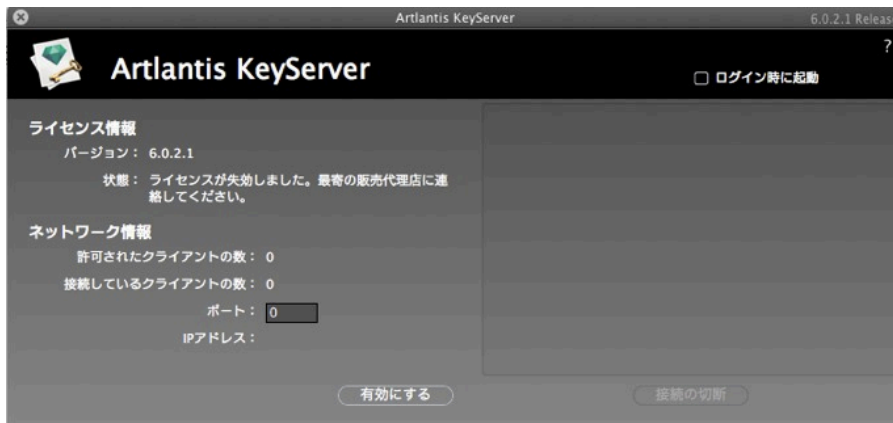 Artlantis KeyServer
6.0.2.1 Releas
?
Artlantis KeyServer
ログイン時に起動
ライセンス情報
バージョン： 6.0.2.1
状態： ライセンスが失効しました。最寄の販売代理店に連
絡してください。
ネットワーク情報
許可されたクライアントの数： 0
接続しているクライアントの数： 0
ポート： 0
IPアドレス：
有効にする
接続の切断